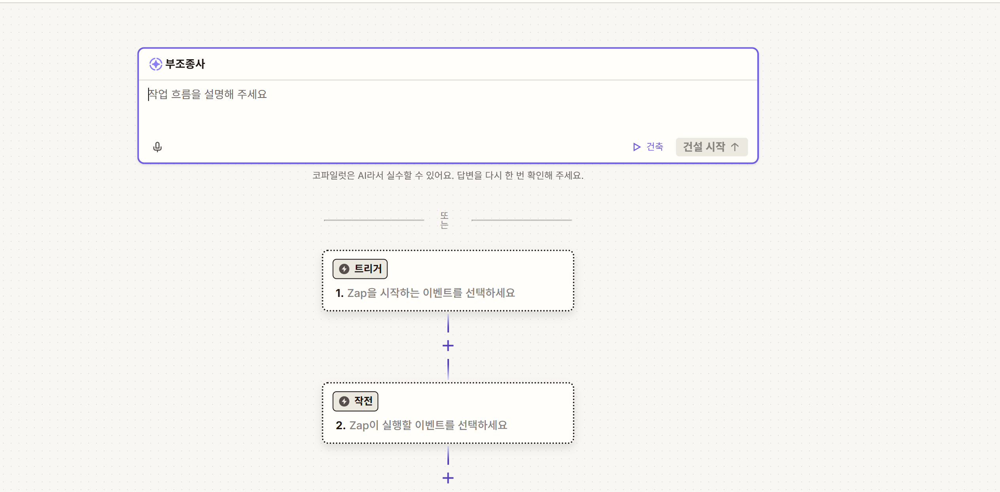 부조종사
작업 흐름을 설명해 주세요
건축
건설 시작
코파일럿은 AI라서 실수할 수 있어요. 답변을 다시 한 번 확인해 주세요.
또
는
트리거
1. Zap을 시작하는 이벤트를 선택하세요
작전
2. Zap이 실행할 이벤트를 선택하세요